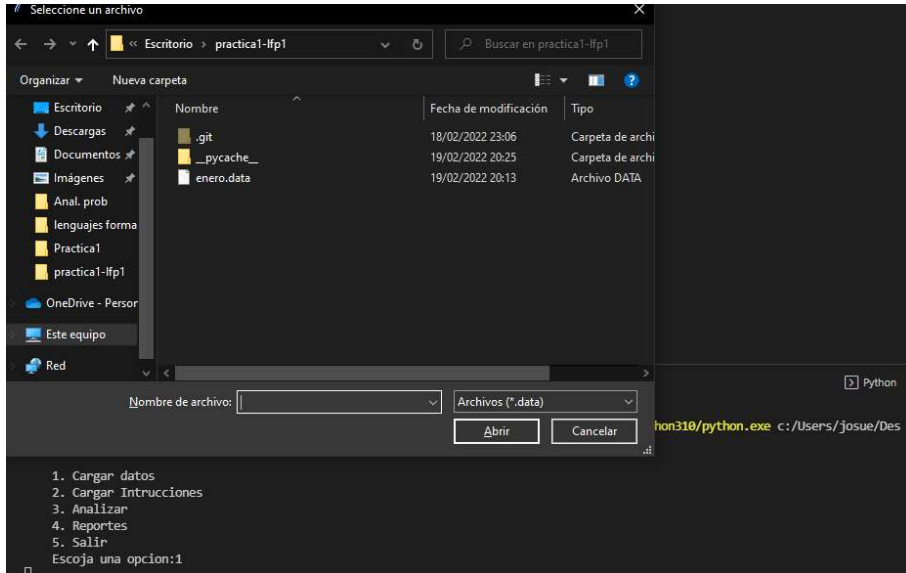 Seleccione un archivo
« Escritorio › practica1-lfp1
Buscar en practica1-lfp1
Organizar
Nueva carpeta
Escritorio
Descargas
Documentos
Imágenes
Anal. prob
lenguajes forma
Practica1
practica1-lfp1
OneDrive - Person
Este equipo
Red
Nombre Fecha de modificación Tipo
.git 18/02/2022 23:06 Carpeta de archi
__pycache__ 19/02/2022 20:25 Carpeta de archi
enero.data 19/02/2022 20:13 Archivo DATA
Nombre de archivo:
Archivos (*.data)
Abrir Cancelar
Python
hon310/python.exe c:/Users/josue/Des
1. Cargar datos
2. Cargar Intrucciones
3. Analizar
4. Reportes
5. Salir
Escoja una opcion:1